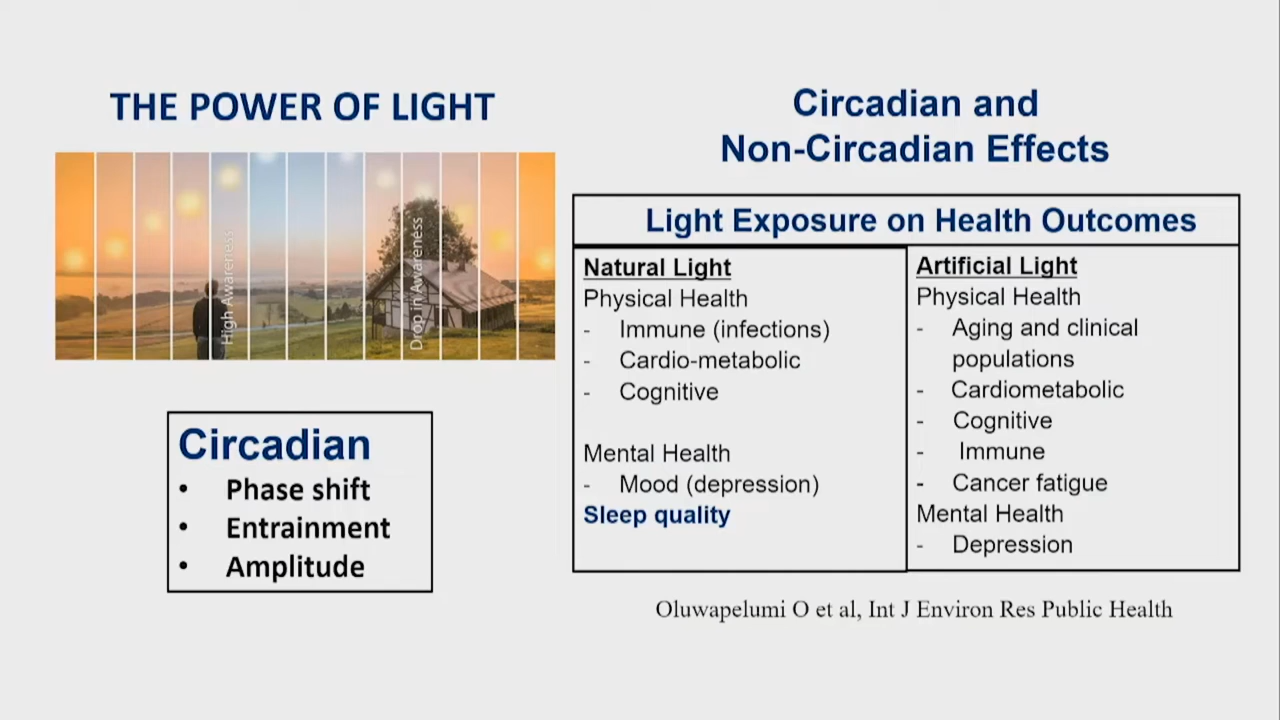 THE POWER OF LIGHT
High Awareness
Drop in Awareness
Circadian
• Phase shift
• Entrainment
• Amplitude
Circadian and
Non-Circadian Effects
Light Exposure on Health Outcomes
Natural Light
Physical Health
- Immune (infections)
- Cardio-metabolic
- Cognitive
Mental Health
- Mood (depression)
Sleep quality
Artificial Light
Physical Health
- Aging and clinical
populations
- Cardiometabolic
- Cognitive
- Immune
- Cancer fatigue
Mental Health
- Depression
Oluwapelumi O et al, Int J Environ Res Public Health